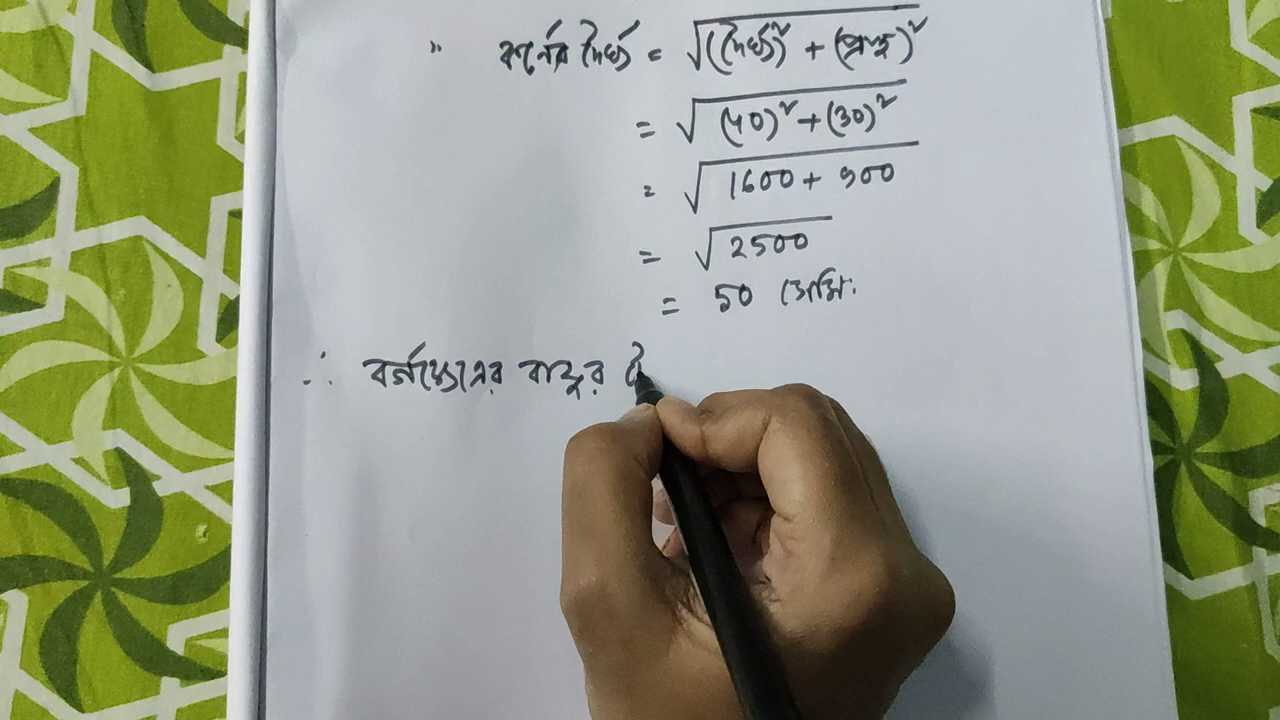 " কর্নের দৈর্ঘ্য = √(দৈর্ঘ্য)² + (প্রস্থ)²
= √(40)² + (30)²
= √1600 + 900
= √2500
= 50 সেমি:
∴ বর্গক্ষেত্রের বাহুর